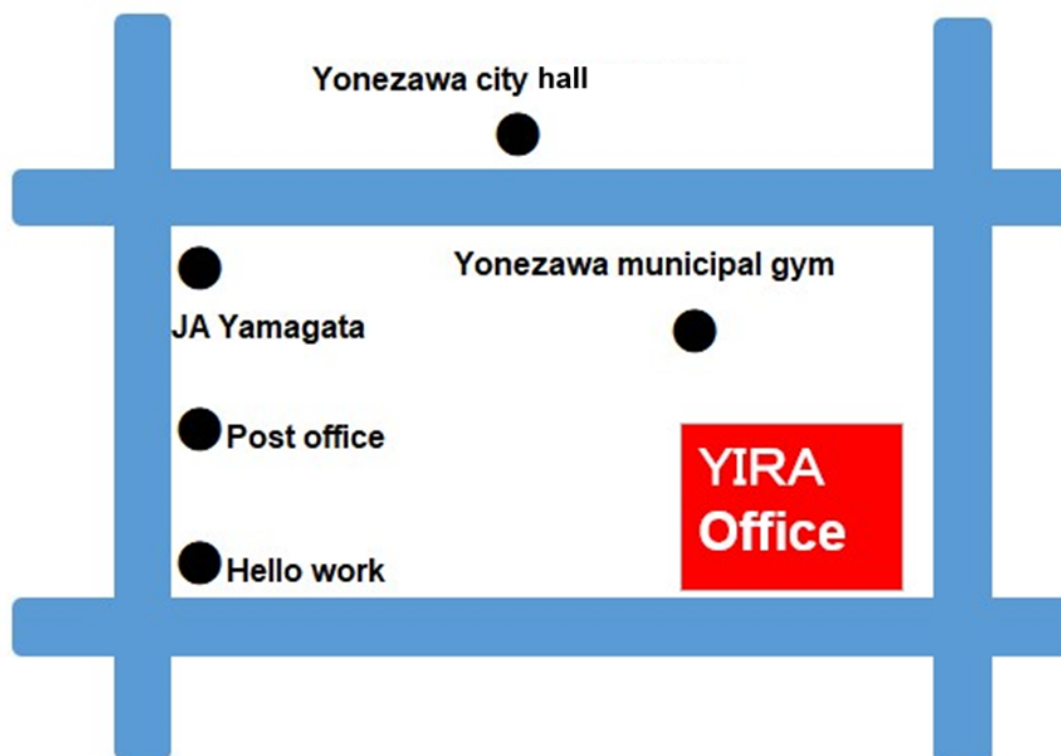 Yonezawa city hall
Yonezawa municipal gym
JA Yamagata
Post office
YIRA
Office
Hello work